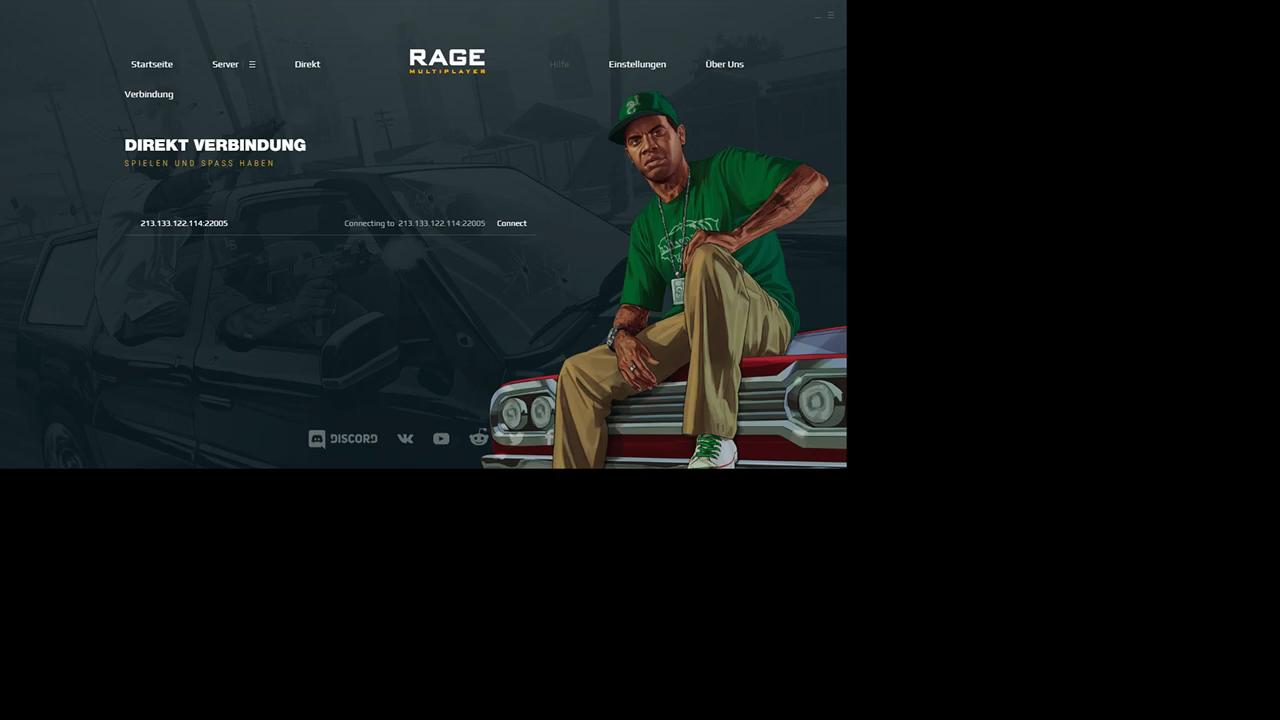 Startseite Server Direkt RAGE MULTIPLAYER Hilfe Einstellungen Über Uns
Verbindung
DIREKT VERBINDUNG
SPIELEN UND SPASS HABEN
213.133.122.114:22005 Connecting to 213.133.122.114:22005 Connect
DISCORD